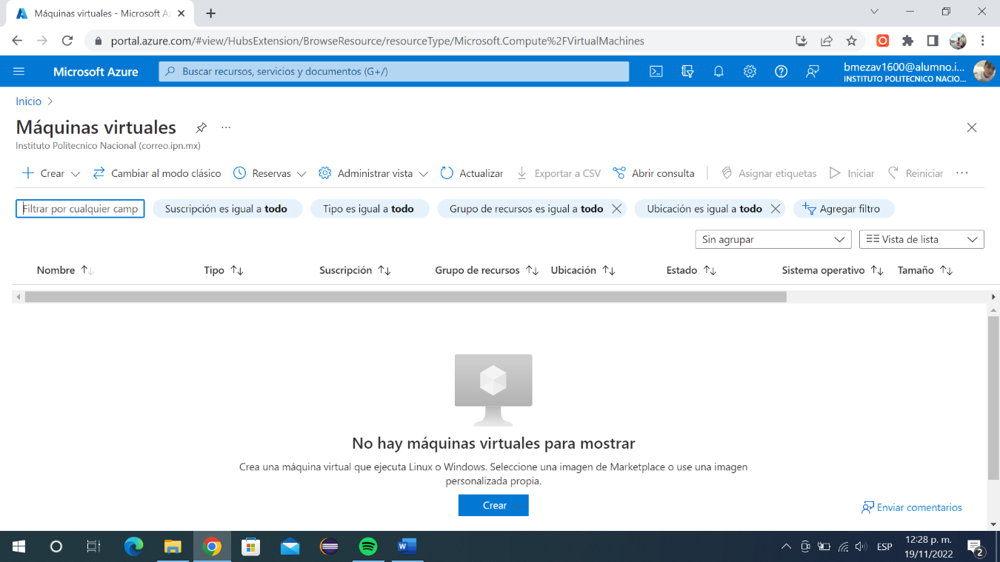 Máquinas virtuales - Microsoft A
portal.azure.com/#view/HubsExtension/BrowseResource/resourceType/Microsoft.Compute%2FVirtualMachines
Microsoft Azure
Buscar recursos, servicios y documentos (G+/)
bmezav1600@alumno.i...
INSTITUTO POLITECNICO NACIO...
Inicio
Máquinas virtuales
Instituto Politecnico Nacional (correo.ipn.mx)
Crear Cambiar al modo clásico Reservas Administrar vista Actualizar Exportar a CSV Abrir consulta Asignar etiquetas Iniciar Reiniciar
Filtrar por cualquier camp Suscripción es igual a todo Tipo es igual a todo Grupo de recursos es igual a todo Ubicación es igual a todo Agregar filtro
Sin agrupar Vista de lista
Nombre Tipo Suscripción Grupo de recursos Ubicación Estado Sistema operativo Tamaño
No hay máquinas virtuales para mostrar
Crea una máquina virtual que ejecuta Linux o Windows. Seleccione una imagen de Marketplace o use una imagen
personalizada propia.
Crear
Enviar comentarios
ESP
12:28 p. m.
19/11/2022
2